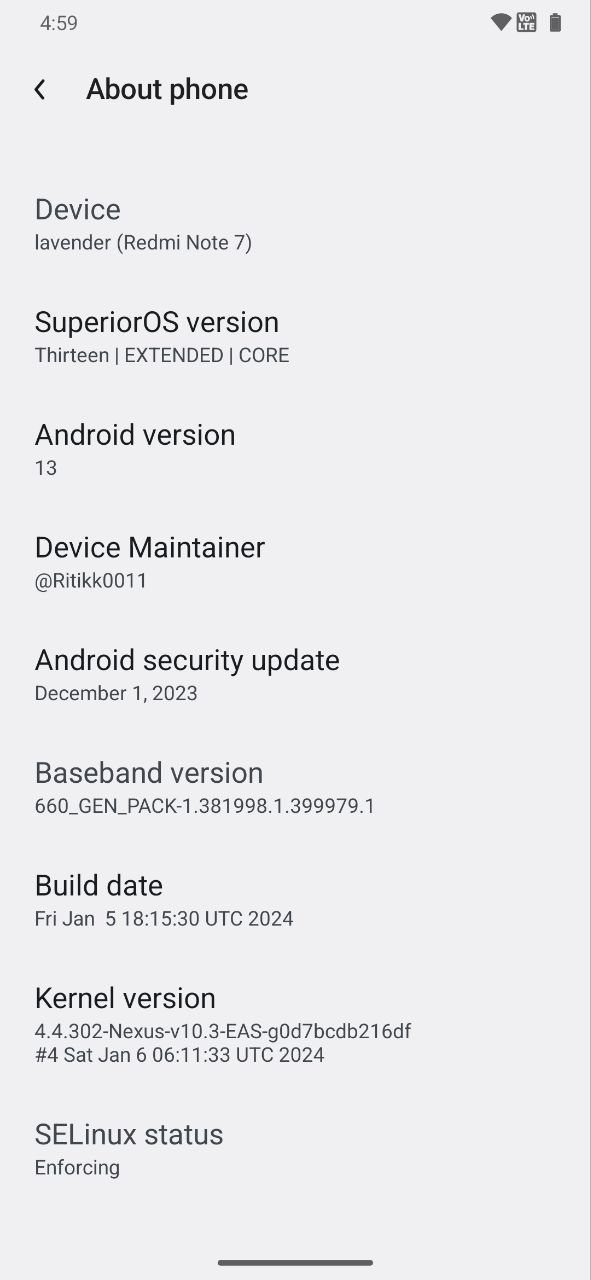 4:59
Vo)) LTE
About phone
Device
lavender (Redmi Note 7)
SuperiorOS version
Thirteen | EXTENDED | CORE
Android version
13
Device Maintainer
@Ritikk0011
Android security update
December 1, 2023
Baseband version
660_GEN_PACK-1.381998.1.399979.1
Build date
Fri Jan  5 18:15:30 UTC 2024
Kernel version
4.4.302-Nexus-v10.3-EAS-g0d7bcdb216df
#4 Sat Jan 6 06:11:33 UTC 2024
SELinux status
Enforcing